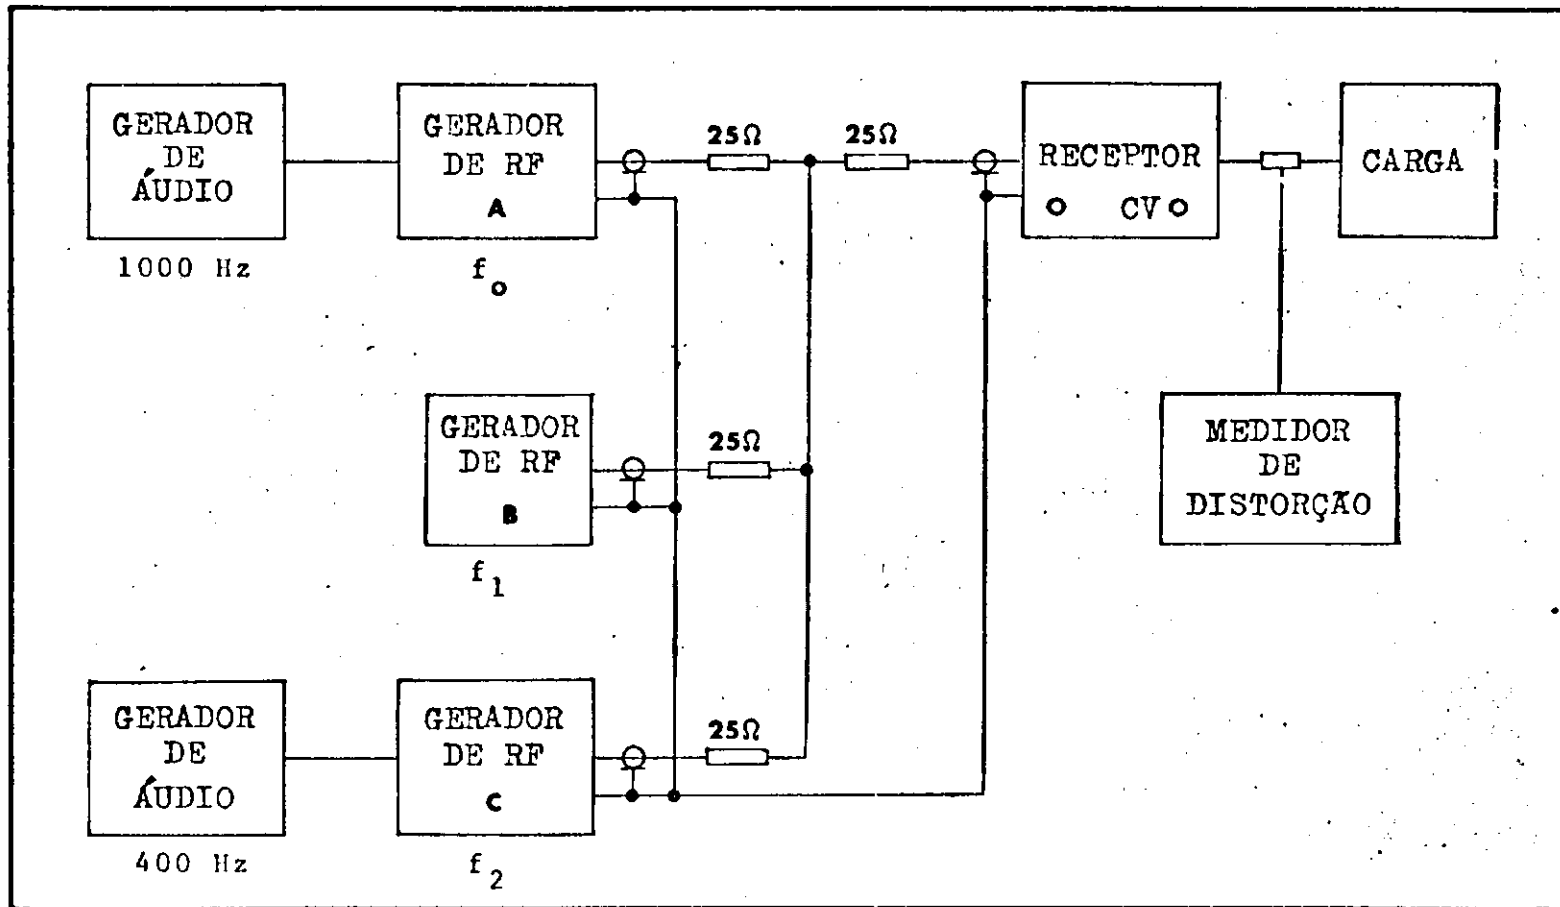 GERADOR
DE
ÁUDIO
1000 Hz
GERADOR
DE RF
A
f₀
25Ω
25Ω
RECEPTOR
CV
CARGA
GERADOR
DE RF
B
f₁
25Ω
MEDIDOR
DE
DISTORÇÃO
GERADOR
DE
ÁUDIO
400 Hz
GERADOR
DE RF
C
f₂
25Ω